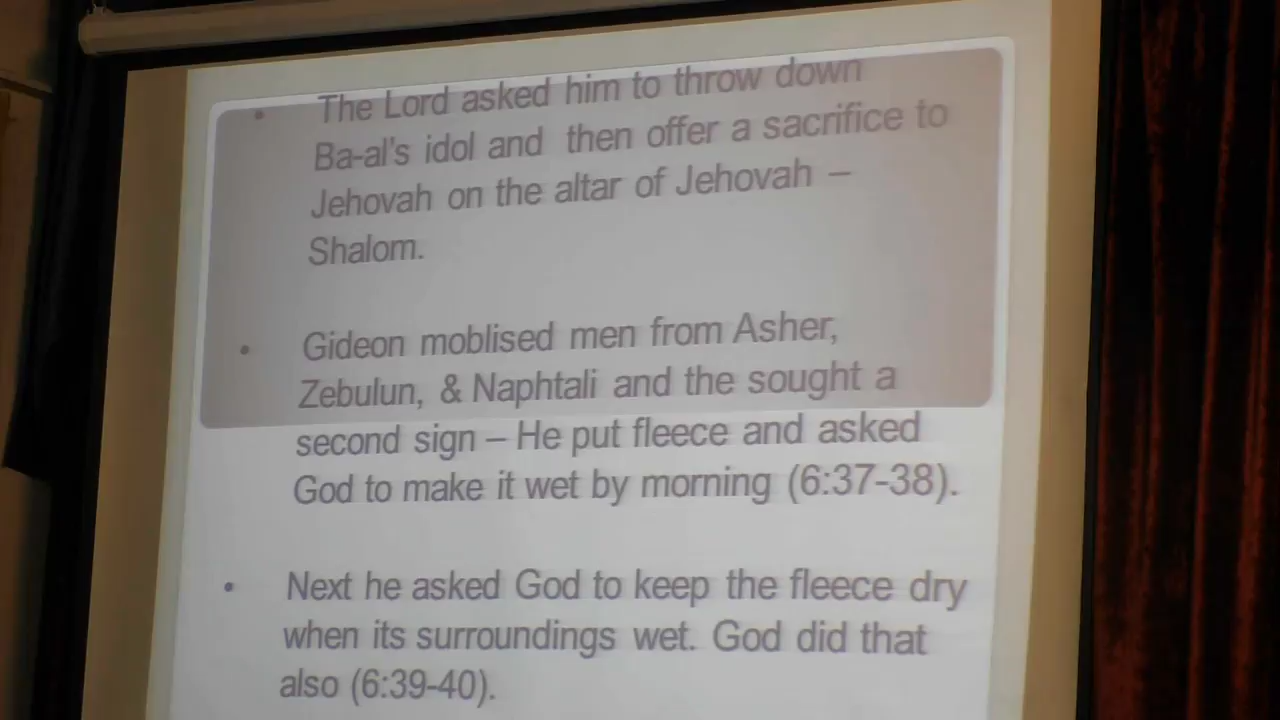 • The Lord asked him to throw down
Ba-al's idol and then offer a sacrifice to
Jehovah on the altar of Jehovah –
Shalom.
• Gideon moblised men from Asher,
Zebulun, & Naphtali and the sought a
second sign – He put fleece and asked
God to make it wet by morning (6:37-38).
• Next he asked God to keep the fleece dry
when its surroundings wet. God did that
also (6:39-40).